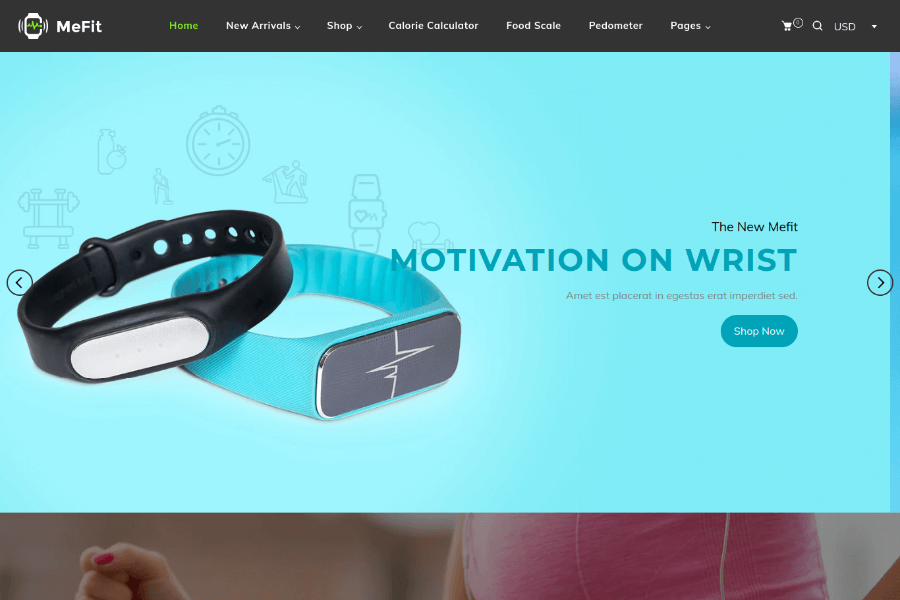 MeFit
Home
New Arrivals
Shop
Calorie Calculator
Food Scale
Pedometer
Pages
0
USD
The New Mefit
MOTIVATION ON WRIST
Amet est placerat in egestas erat imperdiet sed.
Shop Now